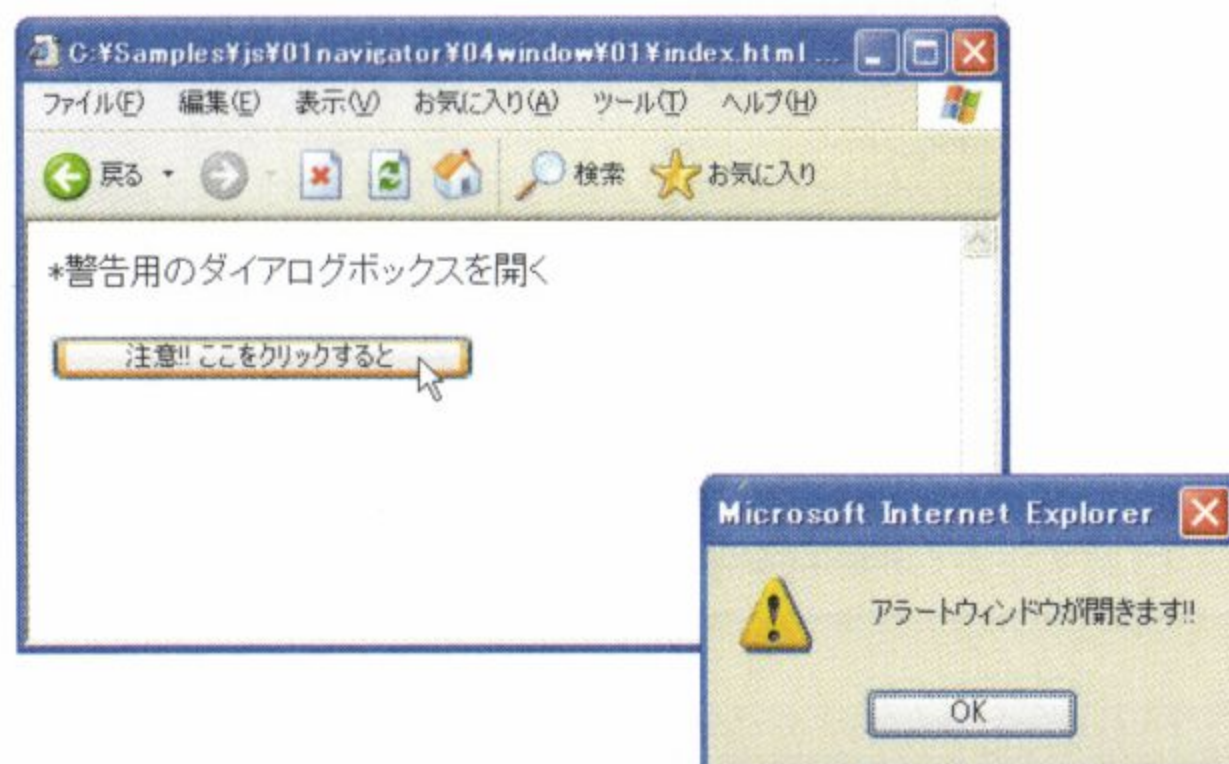 C:¥Samples¥js¥01navigator¥04window¥01¥index.html ...
ファイル(F) 編集(E) 表示(V) お気に入り(A) ツール(T) ヘルプ(H)
戻る 検索 お気に入り
*警告用のダイアログボックスを開く
注意!! ここをクリックすると
Microsoft Internet Explorer
アラートウィンドウが開きます!!
OK